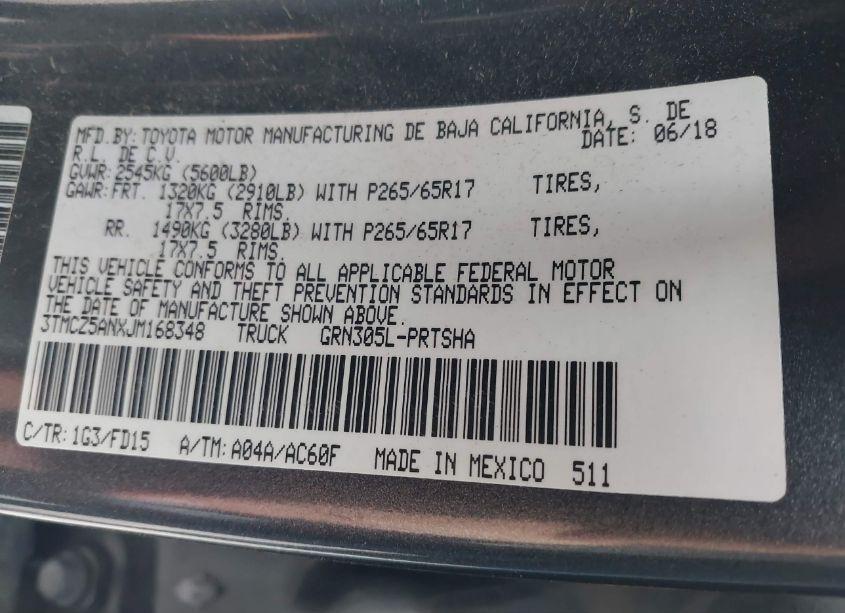 MFD.BY:TOYOTA MOTOR MANUFACTURING DE BAJA CALIFORNIA, S. DE
R.L. DE C.V. DATE: 06/18
GVWR:2545KG (5600LB)
GAWR:FRT. 1320KG (2910LB) WITH P265/65R17 TIRES,
17X7.5 RIMS.
RR. 1490KG (3280LB) WITH P265/65R17 TIRES,
17X7.5 RIMS.
THIS VEHICLE CONFORMS TO ALL APPLICABLE FEDERAL MOTOR
VEHICLE SAFETY AND THEFT PREVENTION STANDARDS IN EFFECT ON
THE DATE OF MANUFACTURE SHOWN ABOVE.
3TMCZ5ANXJM168348 TRUCK GRN305L-PRTSHA
C/TR:1G3/FD15 A/TM:A04A/AC60F MADE IN MEXICO 511